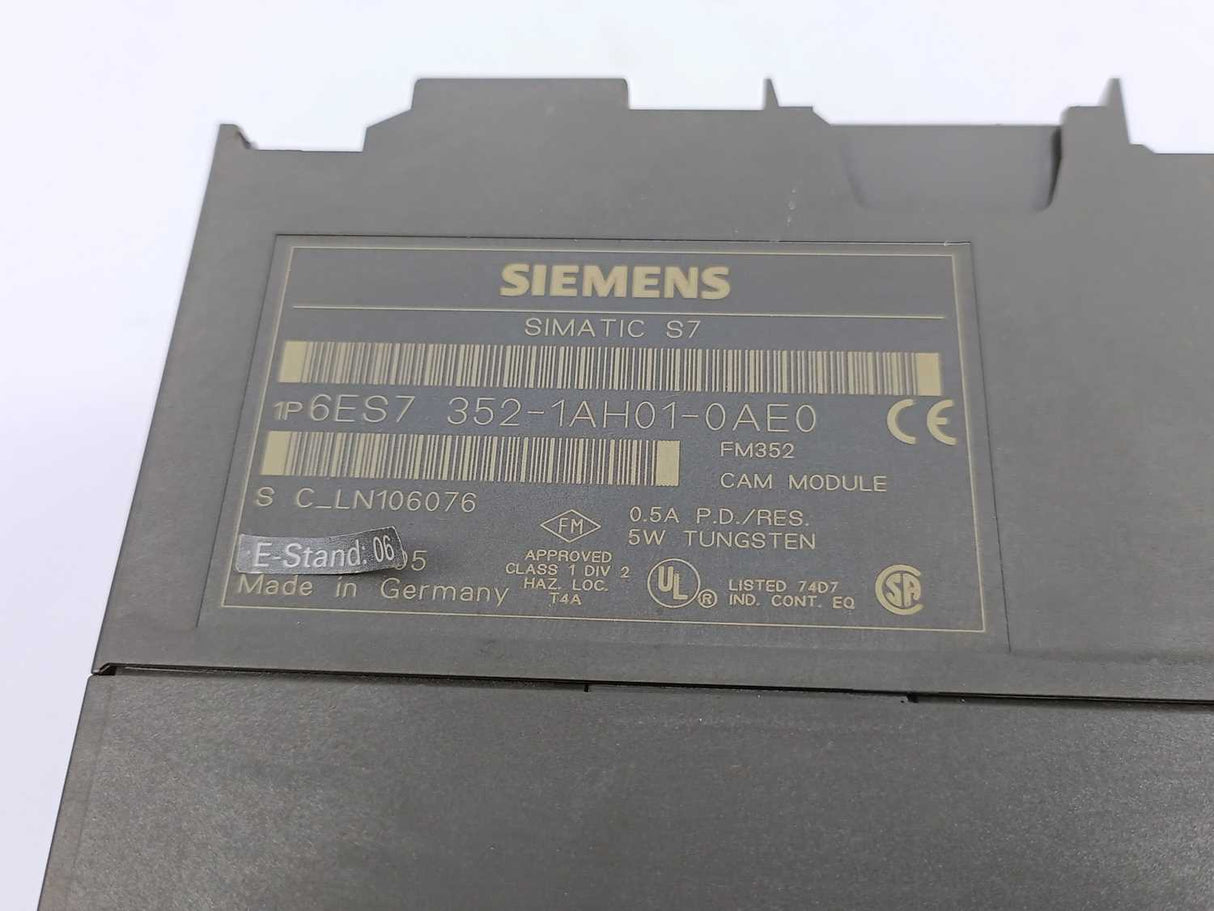 SIEMENS
SIMATIC S7
1P 6ES7 352-1AH01-0AE0
CE
FM352
CAM MODULE
S C_LN106076
0.5A P.D./RES.
5W TUNGSTEN
FM
APPROVED
CLASS 1 DIV 2
HAZ. LOC.
T4A
UL ®
LISTED 74D7
IND. CONT. EQ
SA
E-Stand: 06
05
Made in Germany